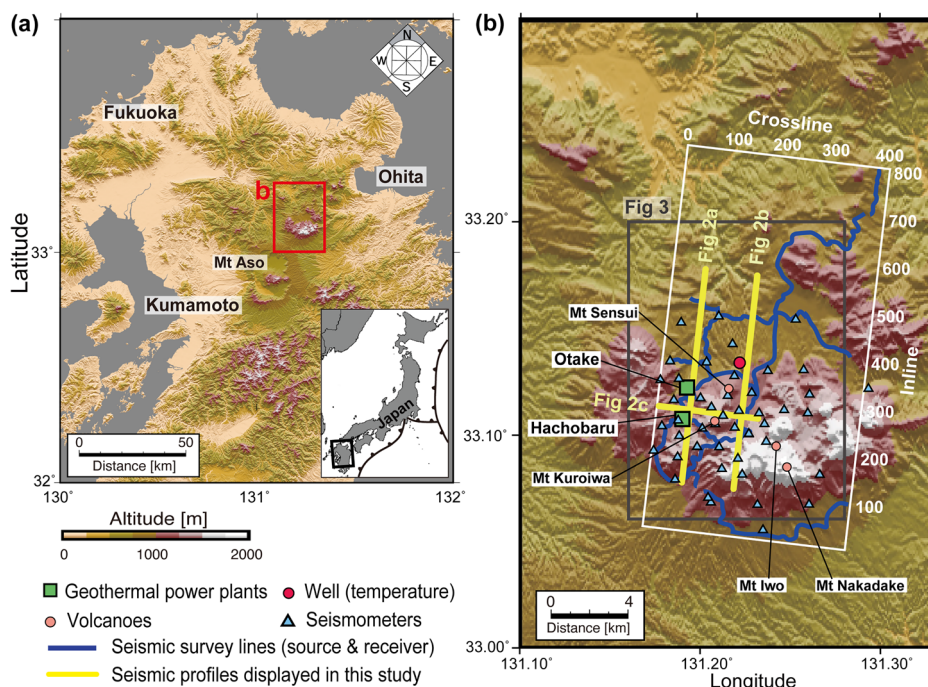 (a)
N
W
E
S
Fukuoka
Ohita
b
Mt Aso
Kumamoto
Japan
Latitude
33
32
130
131
132
0
50
Distance [km]
Altitude [m]
0
1000
2000
Geothermal power plants
Well (temperature)
Volcanoes
Seismometers
Seismic survey lines (source & receiver)
Seismic profiles displayed in this study
(b)
Crossline
0
100
200
300
400
800
700
600
500
400
300
200
100
Inline
Fig 3
Fig 2a
Fig 2b
Fig 2c
Mt Sensui
Otake
Hachobaru
Mt Kuroiwa
Mt Iwo
Mt Nakadake
33.20°
33.10°
33.00°
131.10°
131.20°
131.30°
0
4
Distance [km]
Longitude